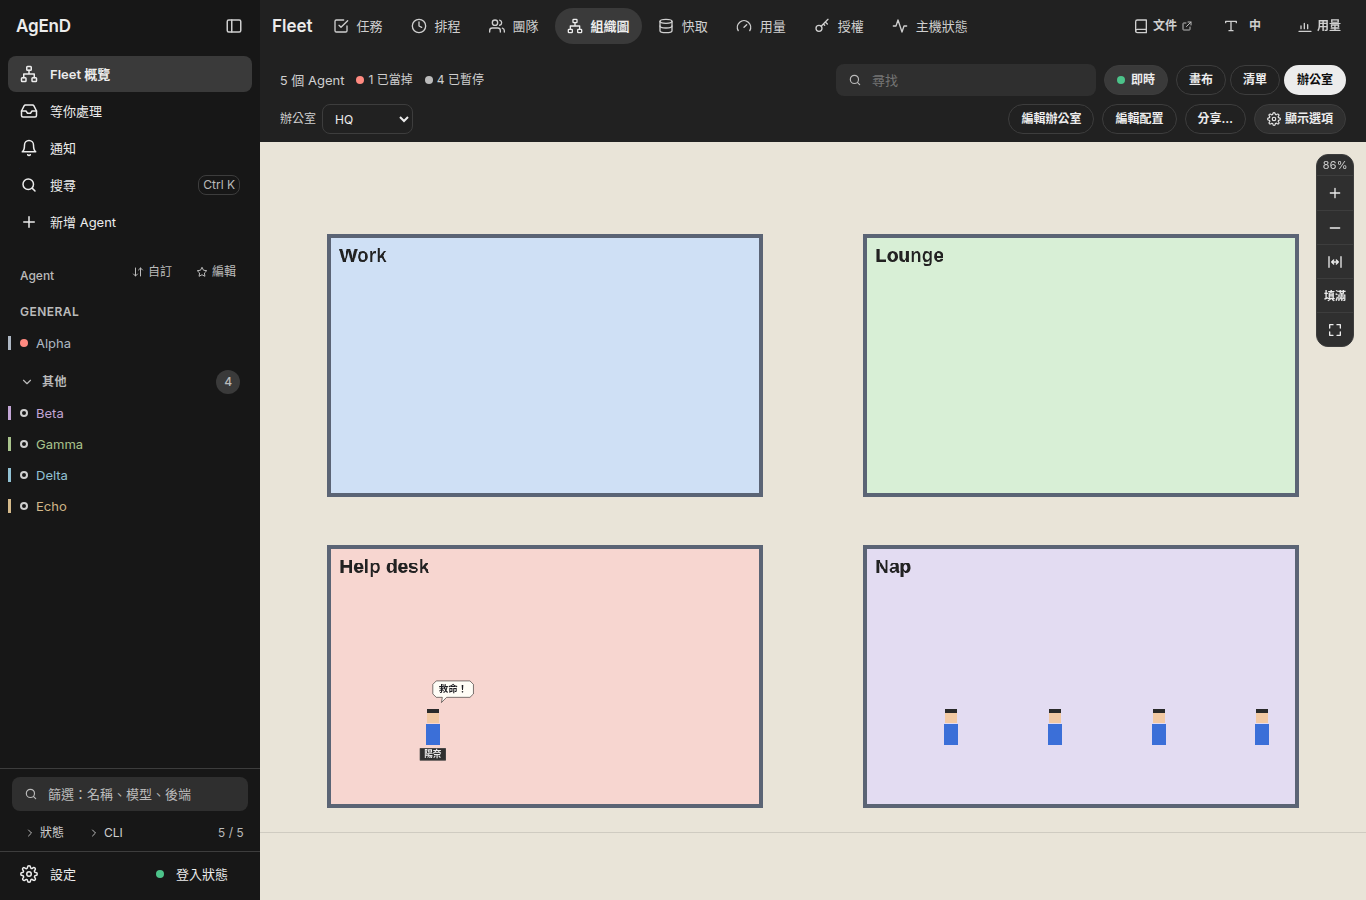 AgEnD
Fleet 概覽
等你處理
通知
搜尋 Ctrl K
新增 Agent
Agent 自訂 編輯
GENERAL
Alpha
其他 4
Beta
Gamma
Delta
Echo
篩選：名稱、模型、後端
狀態 CLI 5 / 5
設定 登入狀態
Fleet 任務 排程 團隊 組織圖 快取 用量 授權 主機狀態 文件 中 用量
5 個 Agent 1 已當掉 4 已暫停 尋找 即時 畫布 清單 辦公室
辦公室 HQ 編輯辦公室 編輯配置 分享... 顯示選項
86%
填滿
Work
Lounge
Help desk
救命！
陽奈
Nap